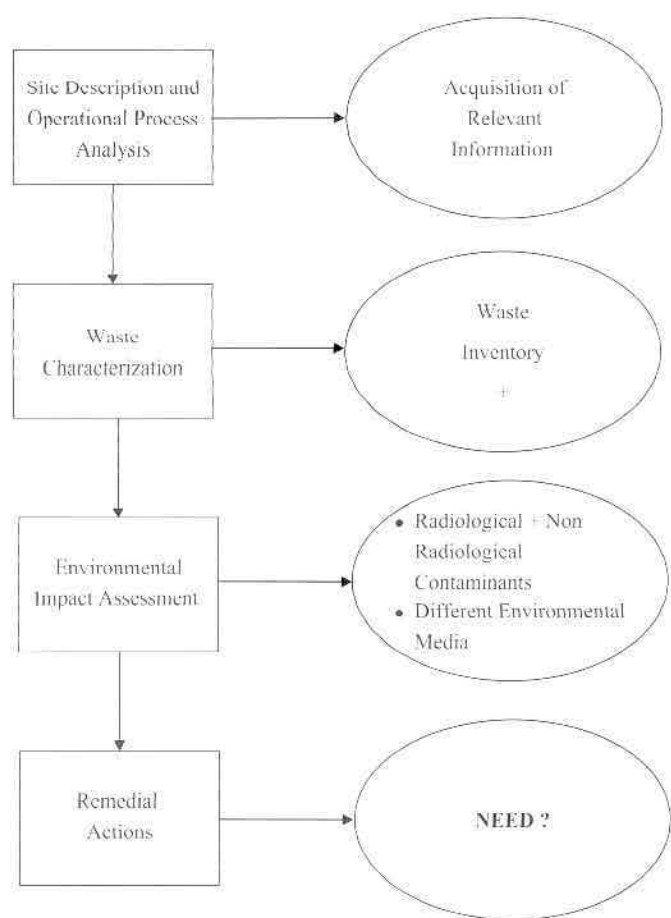 Site Description and
Operational Process
Analysis
Acquisition of
Relevant
Information
Waste
Characterization
Waste
Inventory
+
Environmental
Impact Assessment
• Radiological + Non
Radiological
Contaminants
• Different Environmental
Media
Remedial
Actions
NEED ?